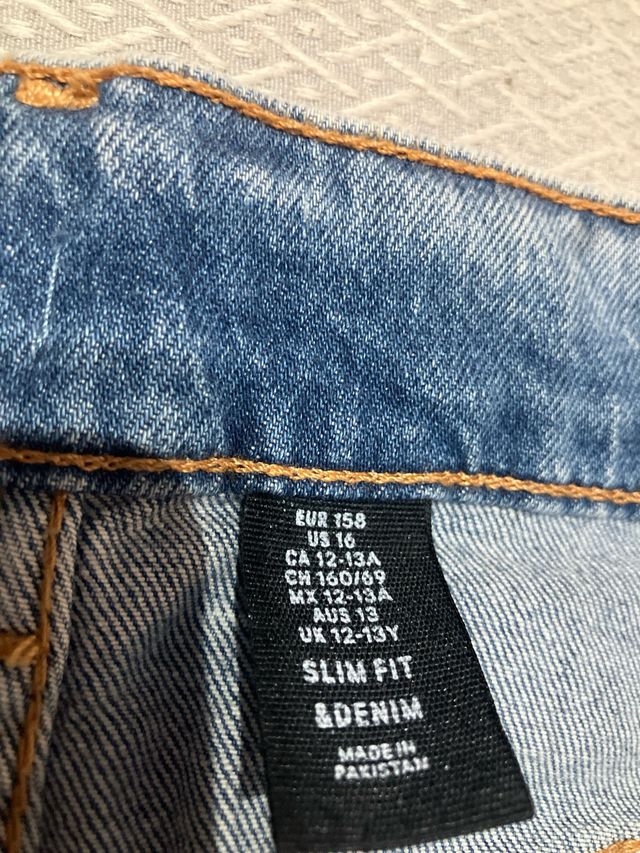 EUR 158
US 16
CA 12-13A
CH 160/69
MX 12-13A
AUS 13
UK 12-13Y
SLIM FIT
&DENIM
MADE IN
PAKISTAN